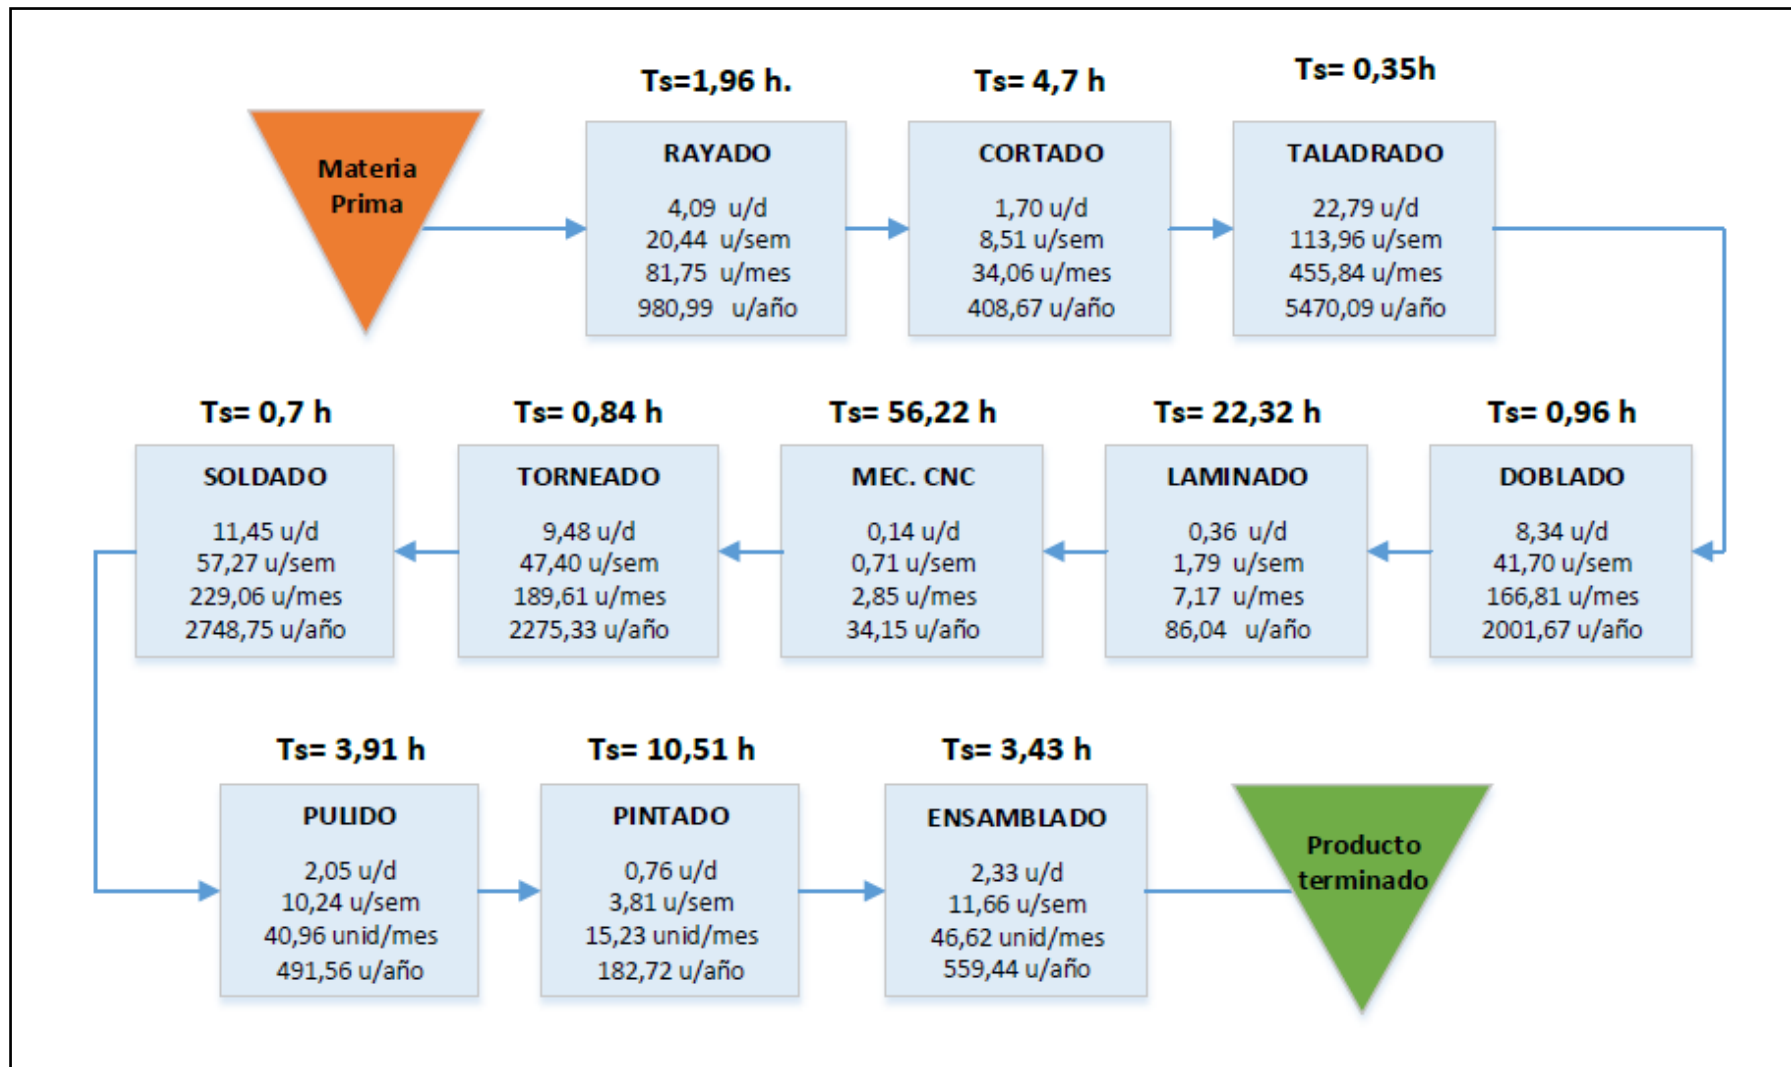 Ts=1,96 h.
Ts= 4,7 h
Ts= 0,35h
Materia
Prima
RAYADO
4,09 u/d
20,44 u/sem
81,75 u/mes
980,99 u/año
CORTADO
1,70 u/d
8,51 u/sem
34,06 u/mes
408,67 u/año
TALADRADO
22,79 u/d
113,96 u/sem
455,84 u/mes
5470,09 u/año
Ts= 0,7 h
Ts= 0,84 h
Ts= 56,22 h
Ts= 22,32 h
Ts= 0,96 h
SOLDADO
11,45 u/d
57,27 u/sem
229,06 u/mes
2748,75 u/año
TORNEADO
9,48 u/d
47,40 u/sem
189,61 u/mes
2275,33 u/año
MEC. CNC
0,14 u/d
0,71 u/sem
2,85 u/mes
34,15 u/año
LAMINADO
0,36 u/d
1,79 u/sem
7,17 u/mes
86,04 u/año
DOBLADO
8,34 u/d
41,70 u/sem
166,81 u/mes
2001,67 u/año
Ts= 3,91 h
Ts= 10,51 h
Ts= 3,43 h
PULIDO
2,05 u/d
10,24 u/sem
40,96 unid/mes
491,56 u/año
PINTADO
0,76 u/d
3,81 u/sem
15,23 unid/mes
182,72 u/año
ENSAMBLADO
2,33 u/d
11,66 u/sem
46,62 unid/mes
559,44 u/año
Producto
terminado